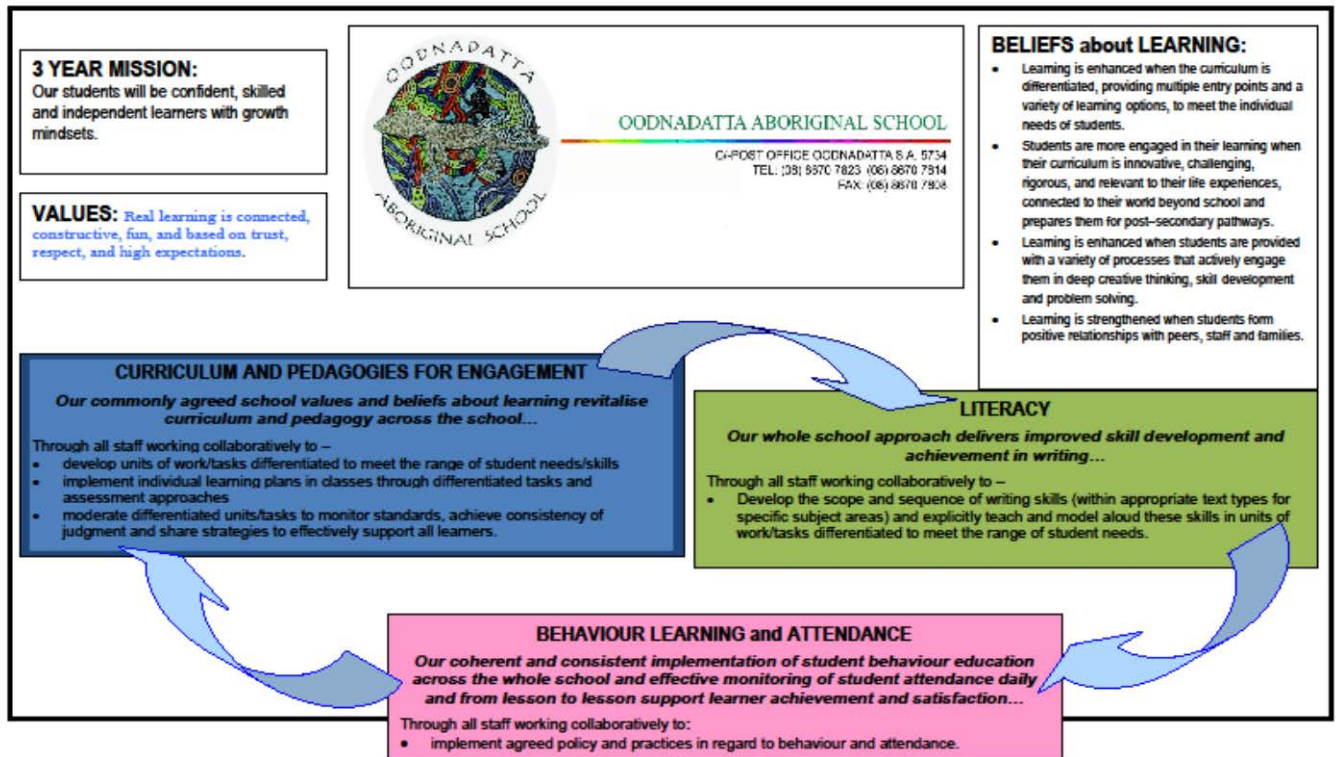 3 YEAR MISSION:
Our students will be confident, skilled
and independent learners with growth
mindsets.
VALUES: Real learning is connected,
constructive, fun, and based on trust,
respect, and high expectations.
OODNADATTA
ABORIGINAL SCHOOL
OODNADATTA ABORIGINAL SCHOOL
C/-POST OFFICE OODNADATTA S.A. 5734
TEL: (08) 8670 7823 (08) 8670 7814
FAX: (08) 8670 7808
BELIEFS about LEARNING:
• Learning is enhanced when the curriculum is
differentiated, providing multiple entry points and a
variety of learning options, to meet the individual
needs of students.
• Students are more engaged in their learning when
their curriculum is innovative, challenging,
rigorous, and relevant to their life experiences,
connected to their world beyond school and
prepares them for post–secondary pathways.
• Learning is enhanced when students are provided
with a variety of processes that actively engage
them in deep creative thinking, skill development
and problem solving.
• Learning is strengthened when students form
positive relationships with peers, staff and families.
CURRICULUM AND PEDAGOGIES FOR ENGAGEMENT
Our commonly agreed school values and beliefs about learning revitalise
curriculum and pedagogy across the school…
Through all staff working collaboratively to –
• develop units of work/tasks differentiated to meet the range of student needs/skills
• implement individual learning plans in classes through differentiated tasks and
assessment approaches
• moderate differentiated units/tasks to monitor standards, achieve consistency of
judgment and share strategies to effectively support all learners.
LITERACY
Our whole school approach delivers improved skill development and
achievement in writing…
Through all staff working collaboratively to –
• Develop the scope and sequence of writing skills (within appropriate text types for
specific subject areas) and explicitly teach and model aloud these skills in units of
work/tasks differentiated to meet the range of student needs.
BEHAVIOUR LEARNING and ATTENDANCE
Our coherent and consistent implementation of student behaviour education
across the whole school and effective monitoring of student attendance daily
and from lesson to lesson support learner achievement and satisfaction…
Through all staff working collaboratively to:
• implement agreed policy and practices in regard to behaviour and attendance.